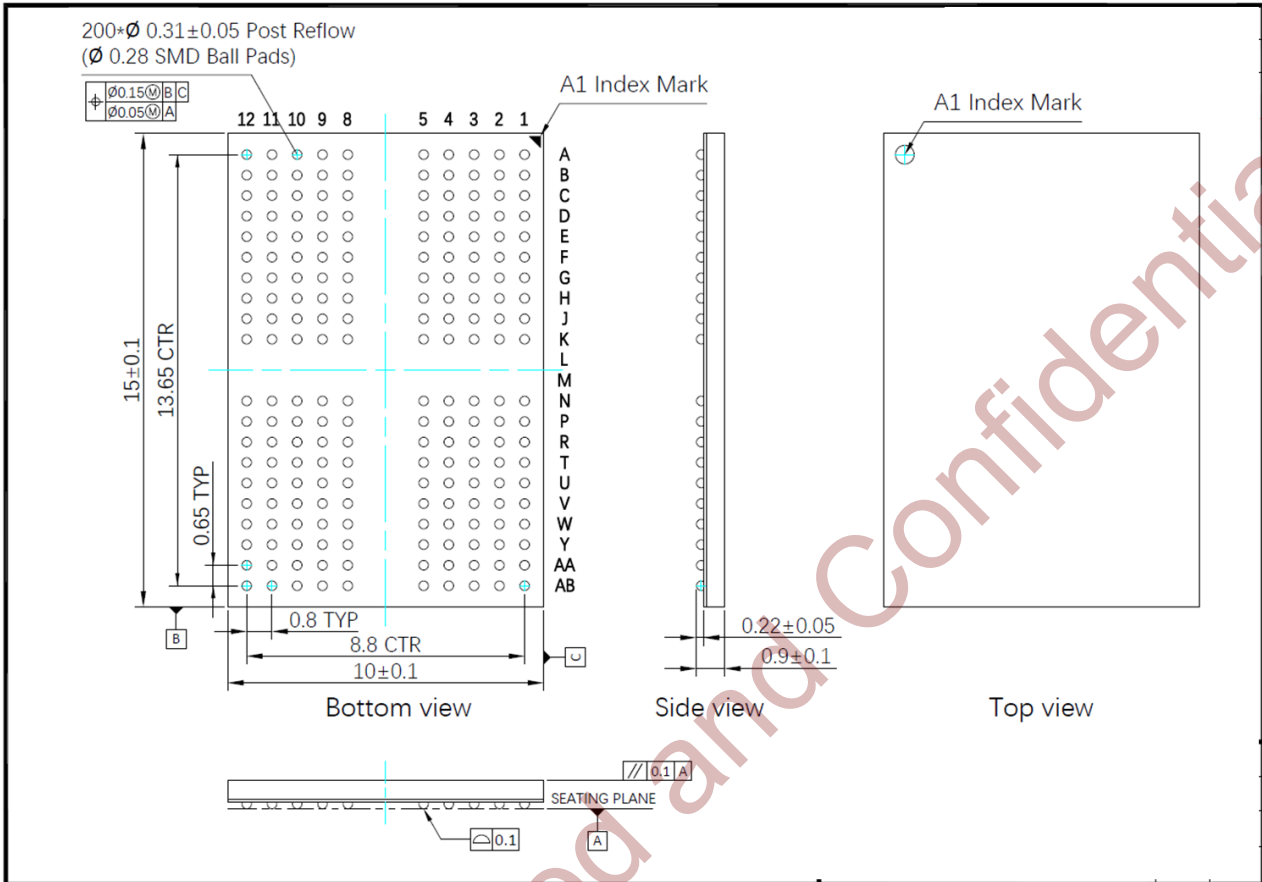 200*Ø 0.31±0.05 Post Reflow
(Ø 0.28 SMD Ball Pads)
Ø0.15Ⓜ B C
Ø0.05Ⓜ A
A1 Index Mark
A1 Index Mark
12 11 10 9 8 5 4 3 2 1
A
B
C
D
E
F
G
H
J
K
L
M
N
P
R
T
U
V
W
Y
AA
AB
15±0.1
13.65 CTR
0.65 TYP
0.8 TYP
8.8 CTR
10±0.1
B
C
0.22±0.05
0.9±0.1
Bottom view
Side view
Top view
// 0.1 A
SEATING PLANE
0.1
A
and Confidential